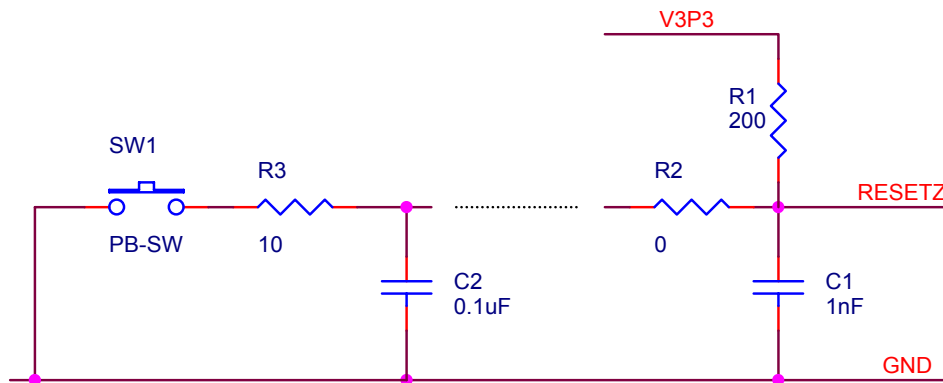 V3P3
R1
200
SW1
R3
R2
RESETZ
PB-SW
10
0
C2
0.1uF
C1
1nF
GND